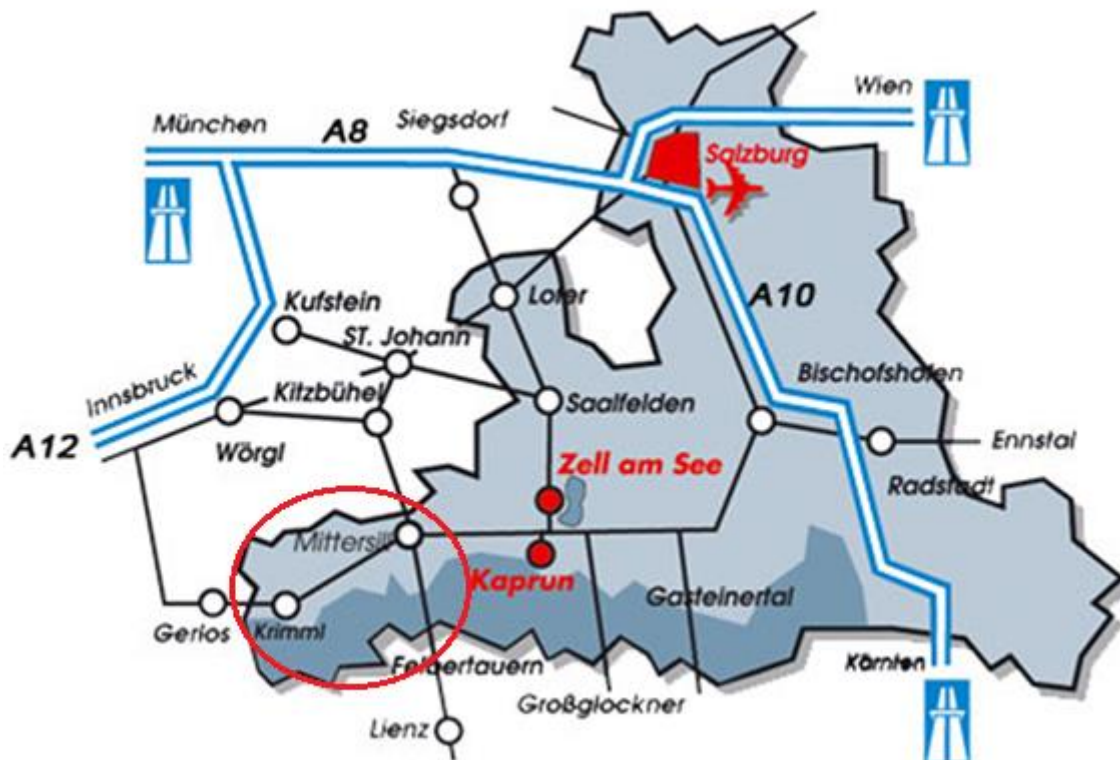 Wien
München
A8
Siegsdorf
Salzburg
Kufstein
Lofer
A10
ST. Johann
Innsbruck
Kitzbühel
Bischofshofen
Saalfelden
A12
Wörgl
Ennstal
Zell am See
Radstadt
Mittersill
Kaprun
Gasteinertal
Gerlos
Krimml
Felbertauern
Kärnten
Großglockner
Lienz